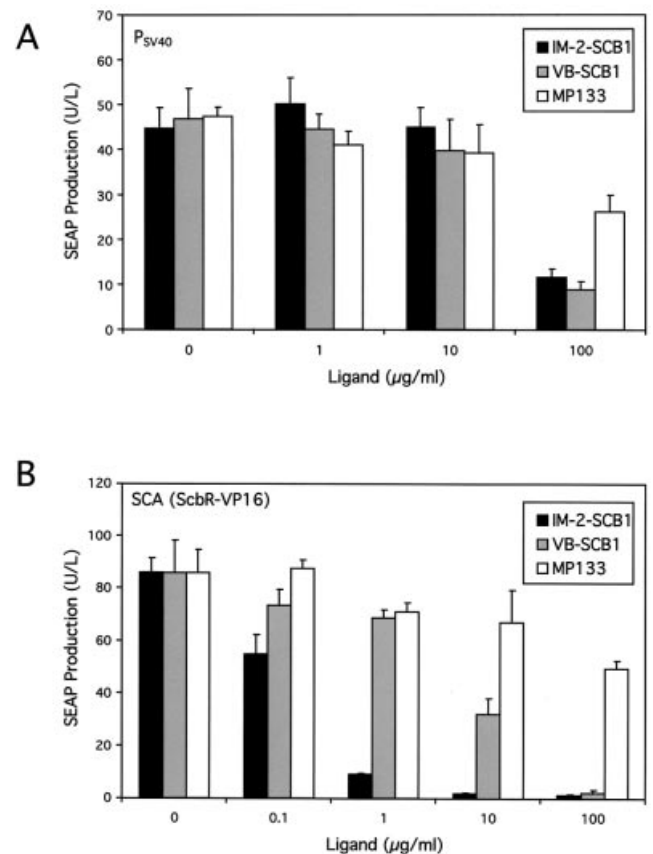 A
P SV40
IM-2-SCB1
VB-SCB1
MP133
SEAP Production (U/L)
70
60
50
40
30
20
10
0
0 1 10 100
Ligand (µg/ml)
B
SCA (ScbR-VP16)
IM-2-SCB1
VB-SCB1
MP133
SEAP Production (U/L)
120
100
80
60
40
20
0
0 0.1 1 10 100
Ligand (µg/ml)